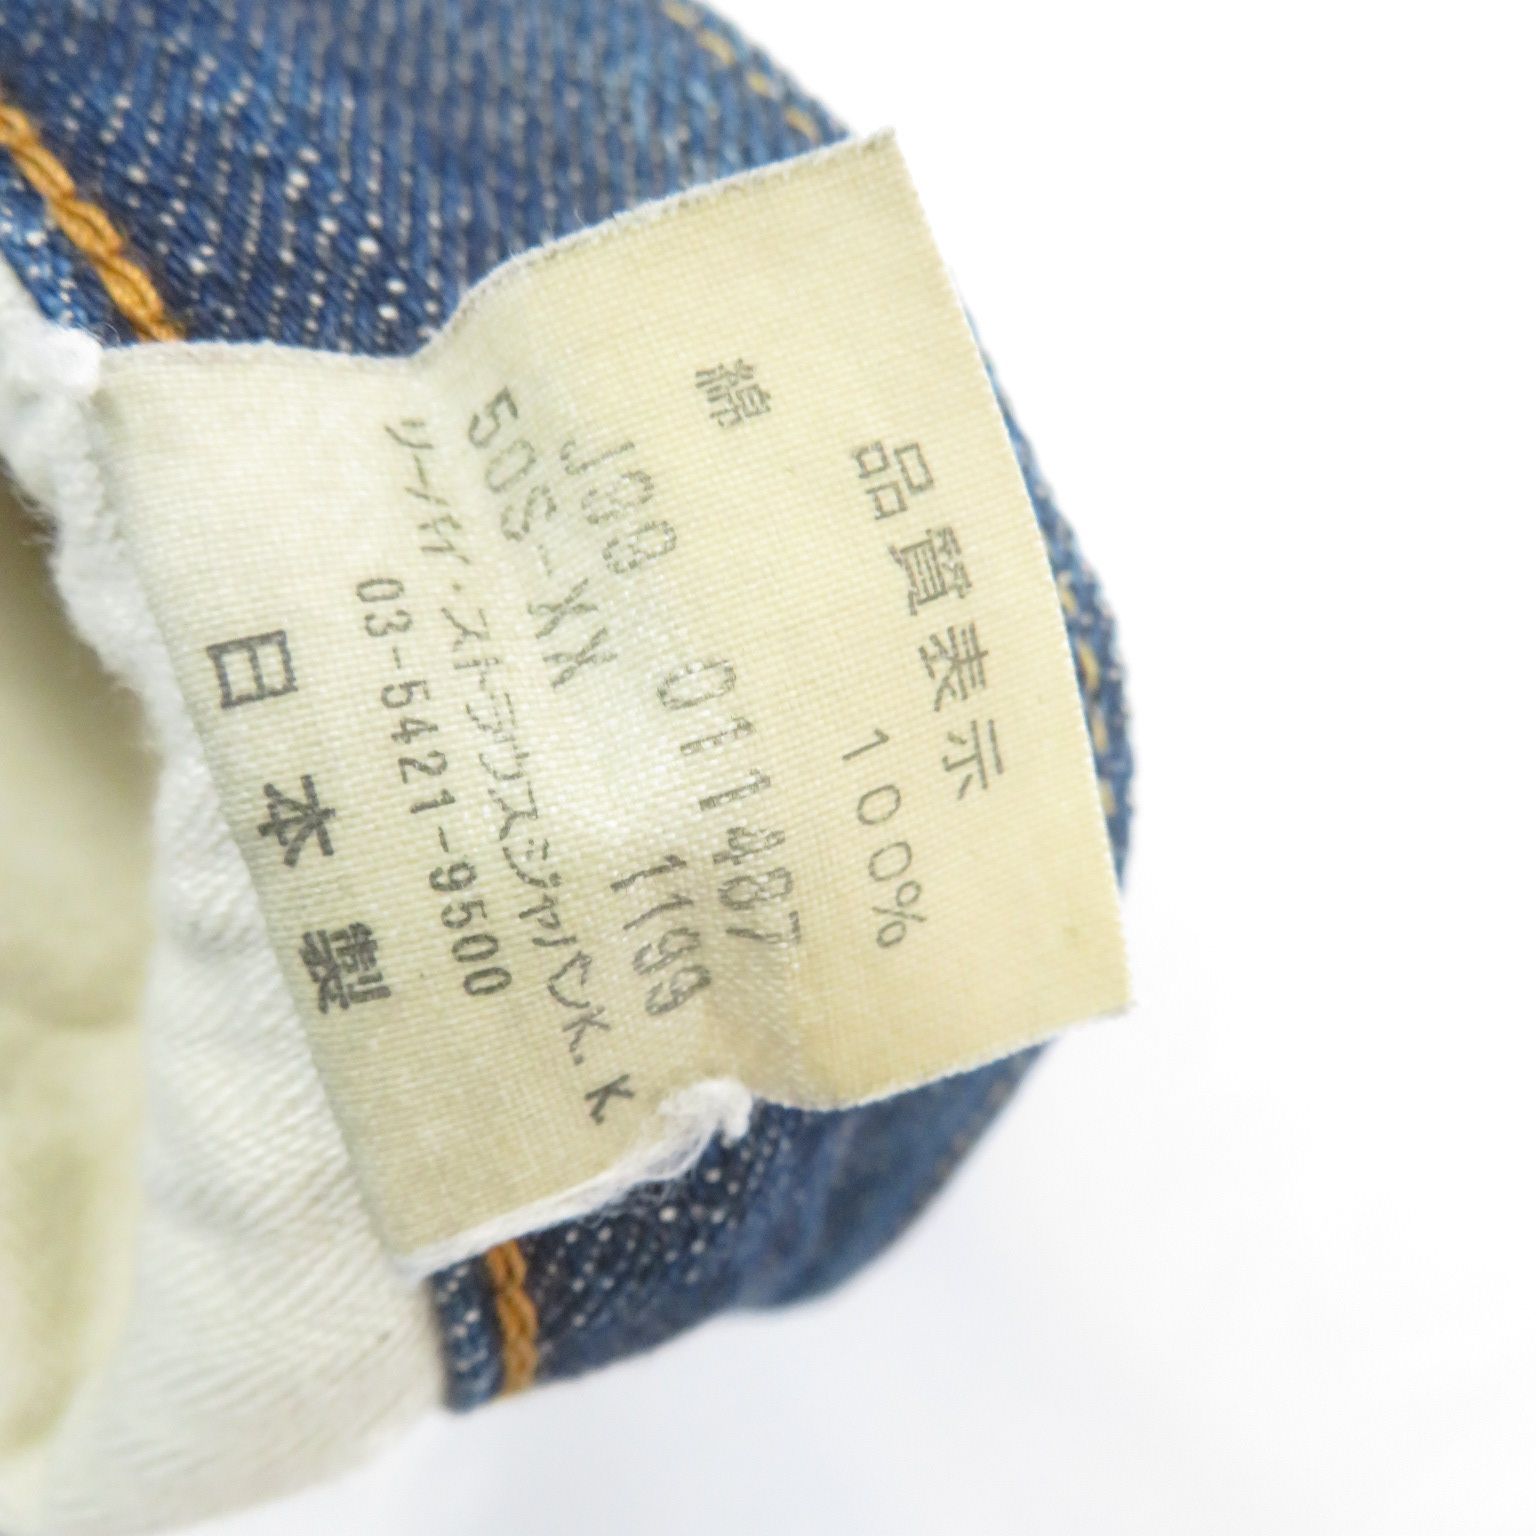 品質表示
綿 100%
J08 011487
50S-XX 1199
リーバイ・ストラウスジャパンK.K
03-5421-9500
日本製